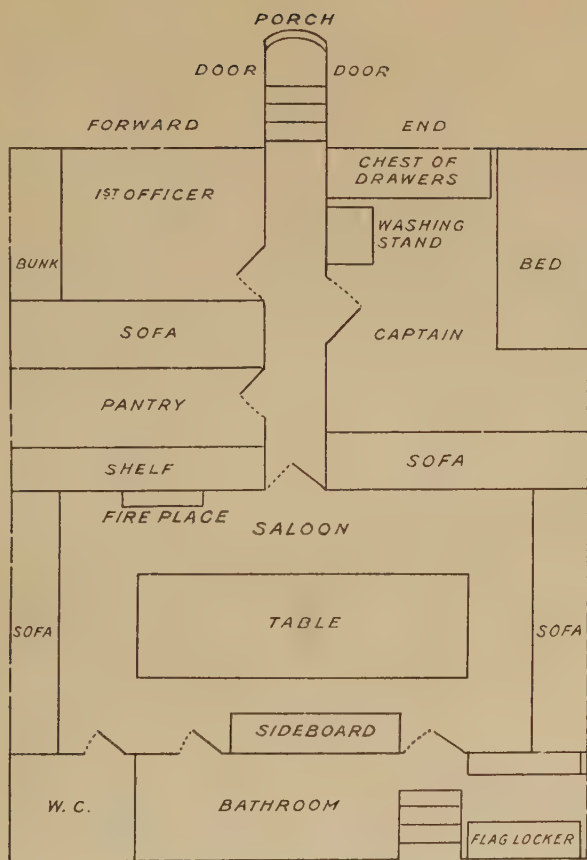 PORCH
DOOR DOOR
FORWARD END
CHEST OF
DRAWERS
1ST OFFICER
WASHING
STAND
BUNK
BED
SOFA
CAPTAIN
PANTRY
SHELF
SOFA
FIRE PLACE
SALOON
SOFA
TABLE
SOFA
SIDEBOARD
W.C.
BATHROOM
FLAG LOCKER